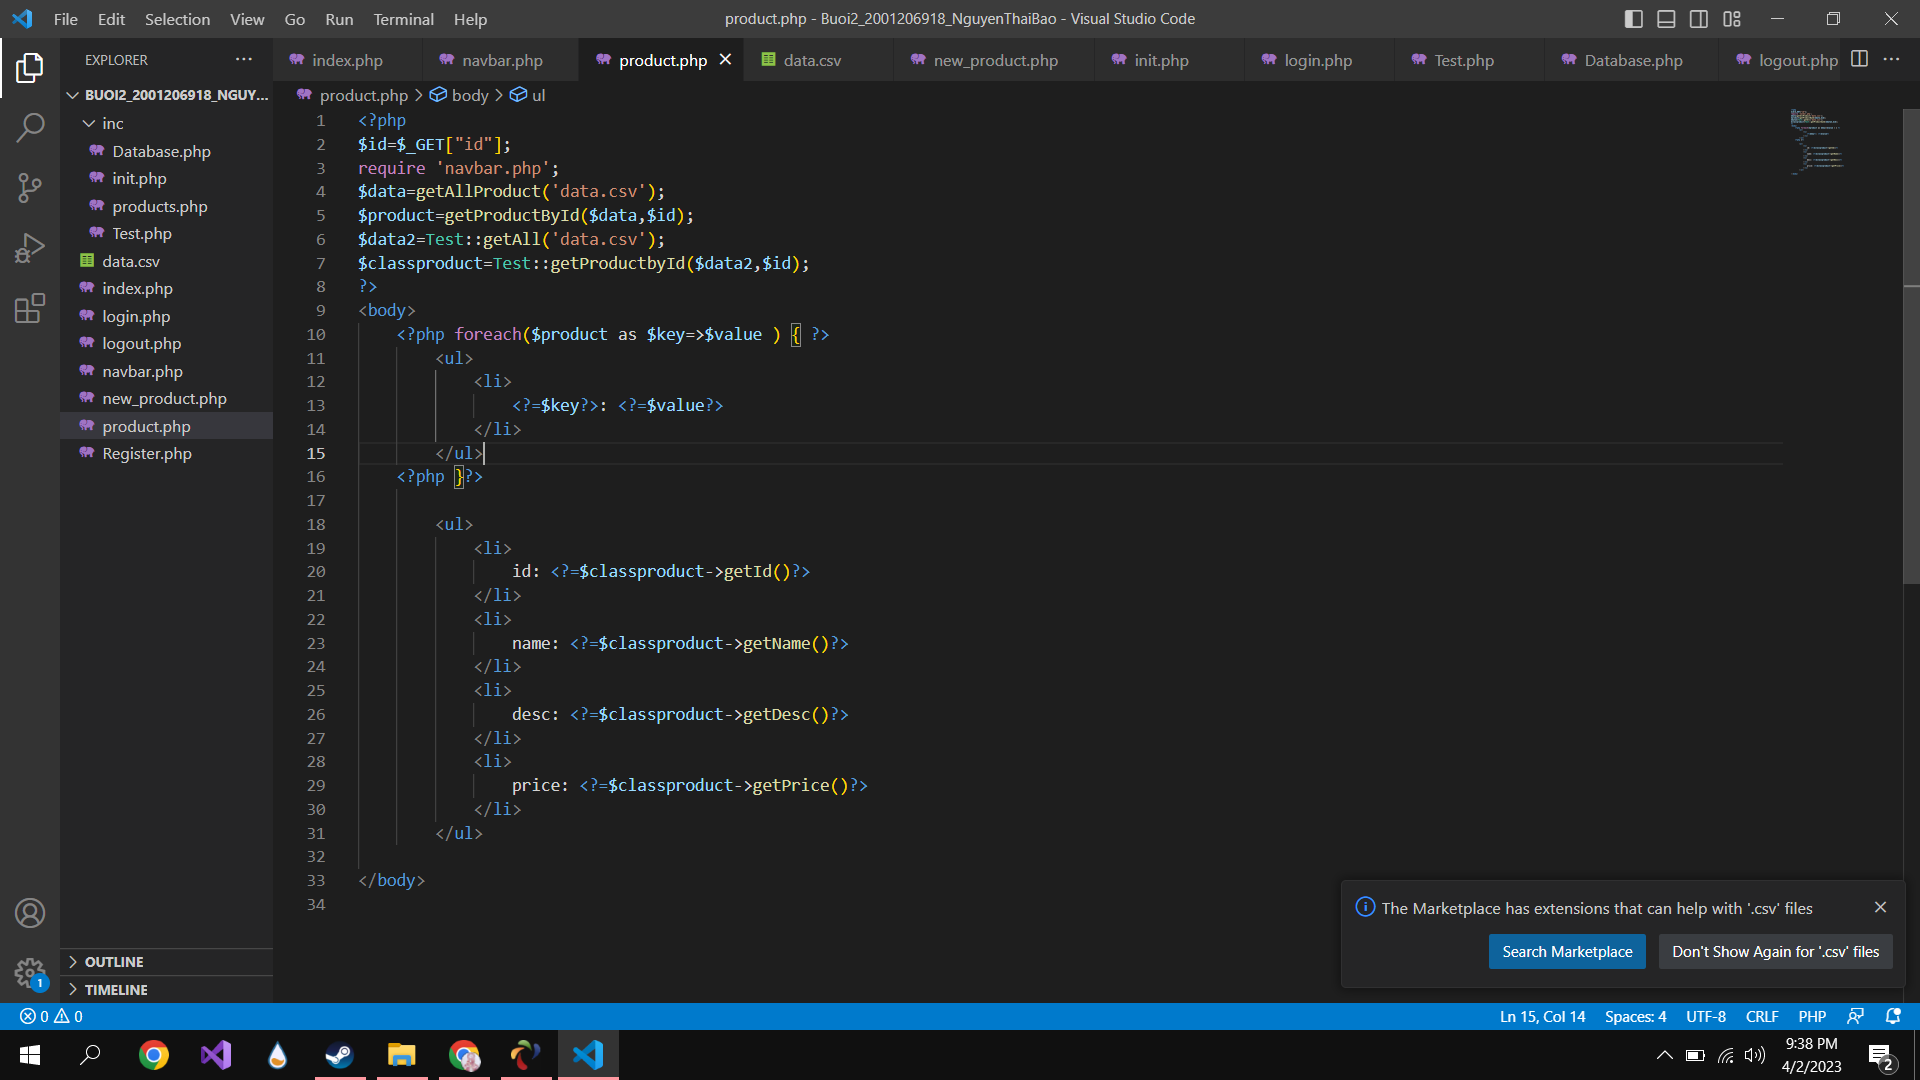 File Edit Selection View Go Run Terminal Help
product.php - Buoi2_2001206918_NguyenThaiBao - Visual Studio Code
EXPLORER
index.php navbar.php product.php data.csv new_product.php init.php login.php Test.php Database.php logout.php
BUOI2_2001206918_NGUY...
inc
Database.php
init.php
products.php
Test.php
data.csv
index.php
login.php
logout.php
navbar.php
new_product.php
product.php
Register.php
OUTLINE
TIMELINE
product.php > body > ul
1 <?php
2 $id=$_GET["id"];
3 require 'navbar.php';
4 $data=getAllProduct('data.csv');
5 $product=getProductById($data,$id);
6 $data2=Test::getAll('data.csv');
7 $classproduct=Test::getProductbyId($data2,$id);
8 ?>
9 <body>
10 <?php foreach($product as $key=>$value ) { ?>
11 <ul>
12 <li>
13 <?=$key?>: <?=$value?>
14 </li>
15 </ul>
16 <?php }?>
17
18 <ul>
19 <li>
20 id: <?=$classproduct->getId()?>
21 </li>
22 <li>
23 name: <?=$classproduct->getName()?>
24 </li>
25 <li>
26 desc: <?=$classproduct->getDesc()?>
27 </li>
28 <li>
29 price: <?=$classproduct->getPrice()?>
30 </li>
31 </ul>
32
33 </body>
34
The Marketplace has extensions that can help with '.csv' files
Search Marketplace Don't Show Again for '.csv' files
1
0 0
Ln 15, Col 14 Spaces: 4 UTF-8 CRLF PHP
9:38 PM
4/2/2023
2